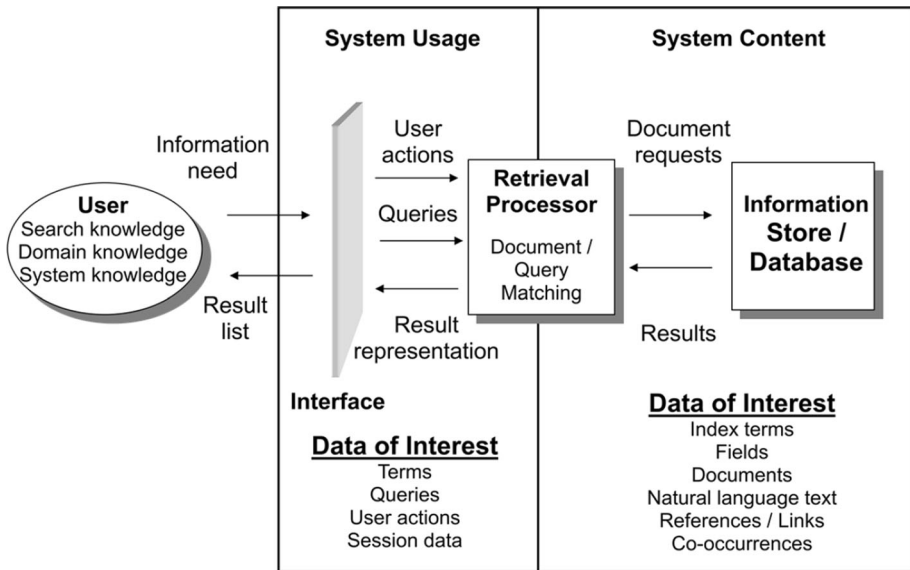 System Usage
System Content
Information
need
User
actions
Document
requests
User
Search knowledge
Domain knowledge
System knowledge
Queries
Retrieval
Processor
Document /
Query
Matching
Information
Store /
Database
Result
list
Result
representation
Results
Interface
Data of Interest
Terms
Queries
User actions
Session data
Data of Interest
Index terms
Fields
Documents
Natural language text
References / Links
Co-occurrences